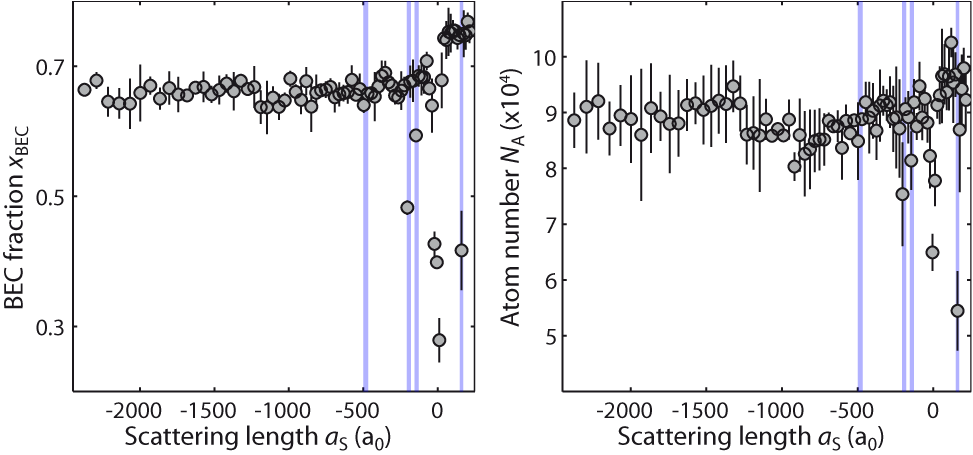 BEC fraction xBEC
0.7
0.5
0.3
-2000 -1500 -1000 -500 0
Scattering length aS (a0)
Atom number NA (x10⁴)
10
9
8
7
6
5
-2000 -1500 -1000 -500 0
Scattering length aS (a0)